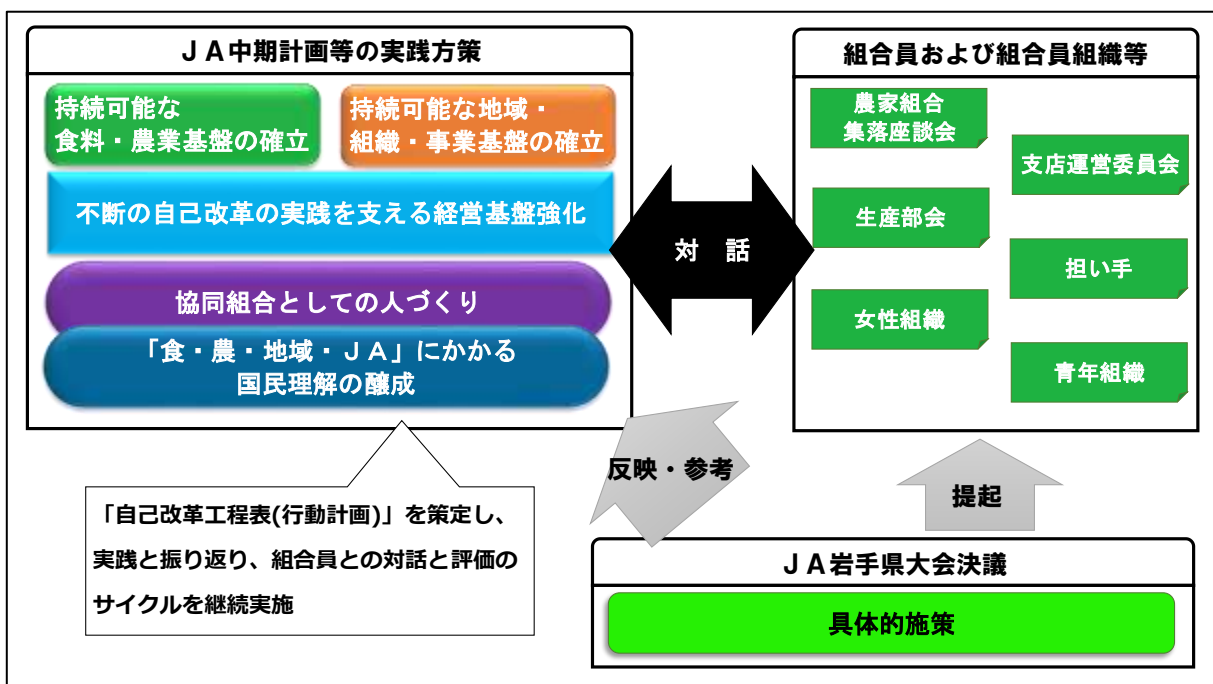 ＪＡ中期計画等の実践方策
持続可能な
食料・農業基盤の確立
持続可能な地域・
組織・事業基盤の確立
不断の自己改革の実践を支える経営基盤強化
協同組合としての人づくり
「食・農・地域・ＪＡ」にかかる
国民理解の醸成
対　話
組合員および組合員組織等
農家組合
集落座談会
支店運営委員会
生産部会
担い手
女性組織
青年組織
反映・参考
提起
「自己改革工程表(行動計画)」を策定し、
実践と振り返り、組合員との対話と評価の
サイクルを継続実施
ＪＡ岩手県大会決議
具体的施策